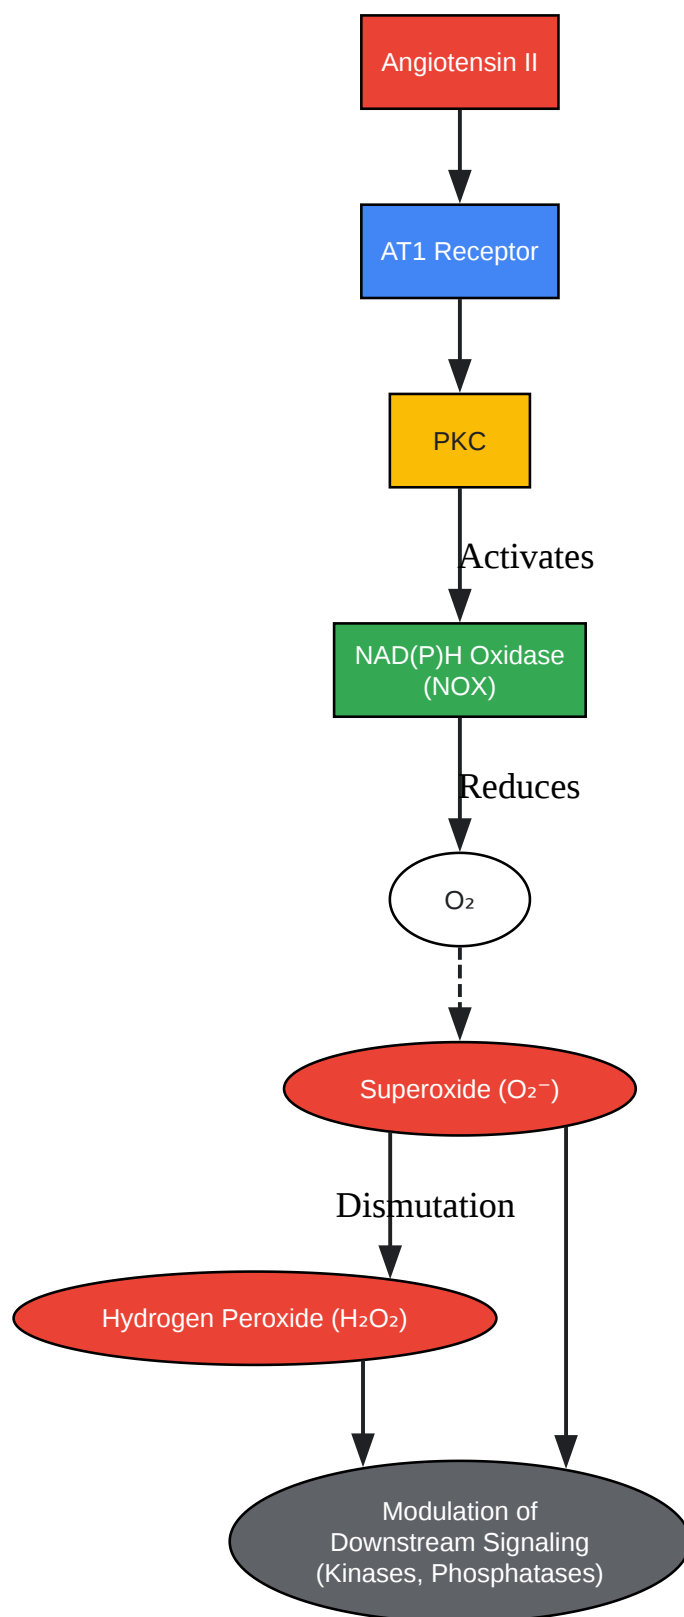 Angiotensin II
AT1 Receptor
PKC
Activates
NAD(P)H Oxidase
(NOX)
Reduces
O₂
Superoxide (O₂⁻)
Dismutation
Hydrogen Peroxide (H₂O₂)
Modulation of
Downstream Signaling
(Kinases, Phosphatases)